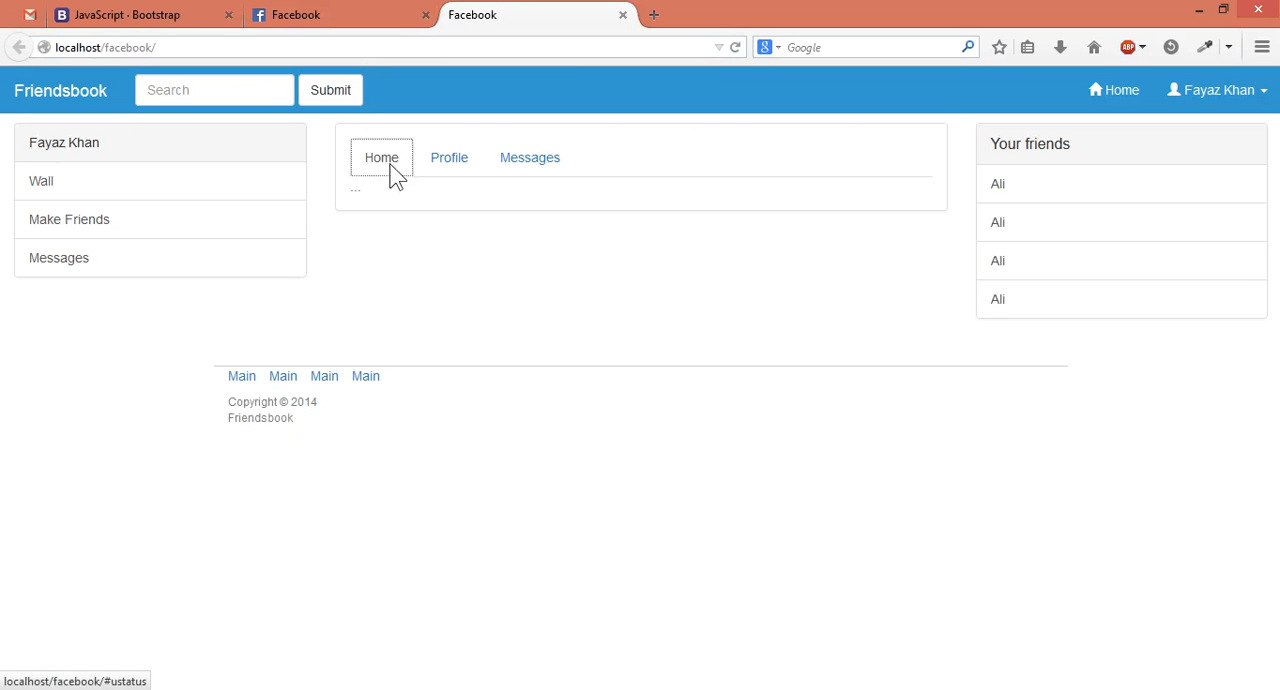 JavaScript · Bootstrap
Facebook
Facebook
localhost/facebook/
Google
ABP
Friendsbook
Search
Submit
Home
Fayaz Khan
Fayaz Khan
Wall
Make Friends
Messages
Home
Profile
Messages
...
Your friends
Ali
Ali
Ali
Ali
Main
Main
Main
Main
Copyright © 2014
Friendsbook
localhost/facebook/#ustatus